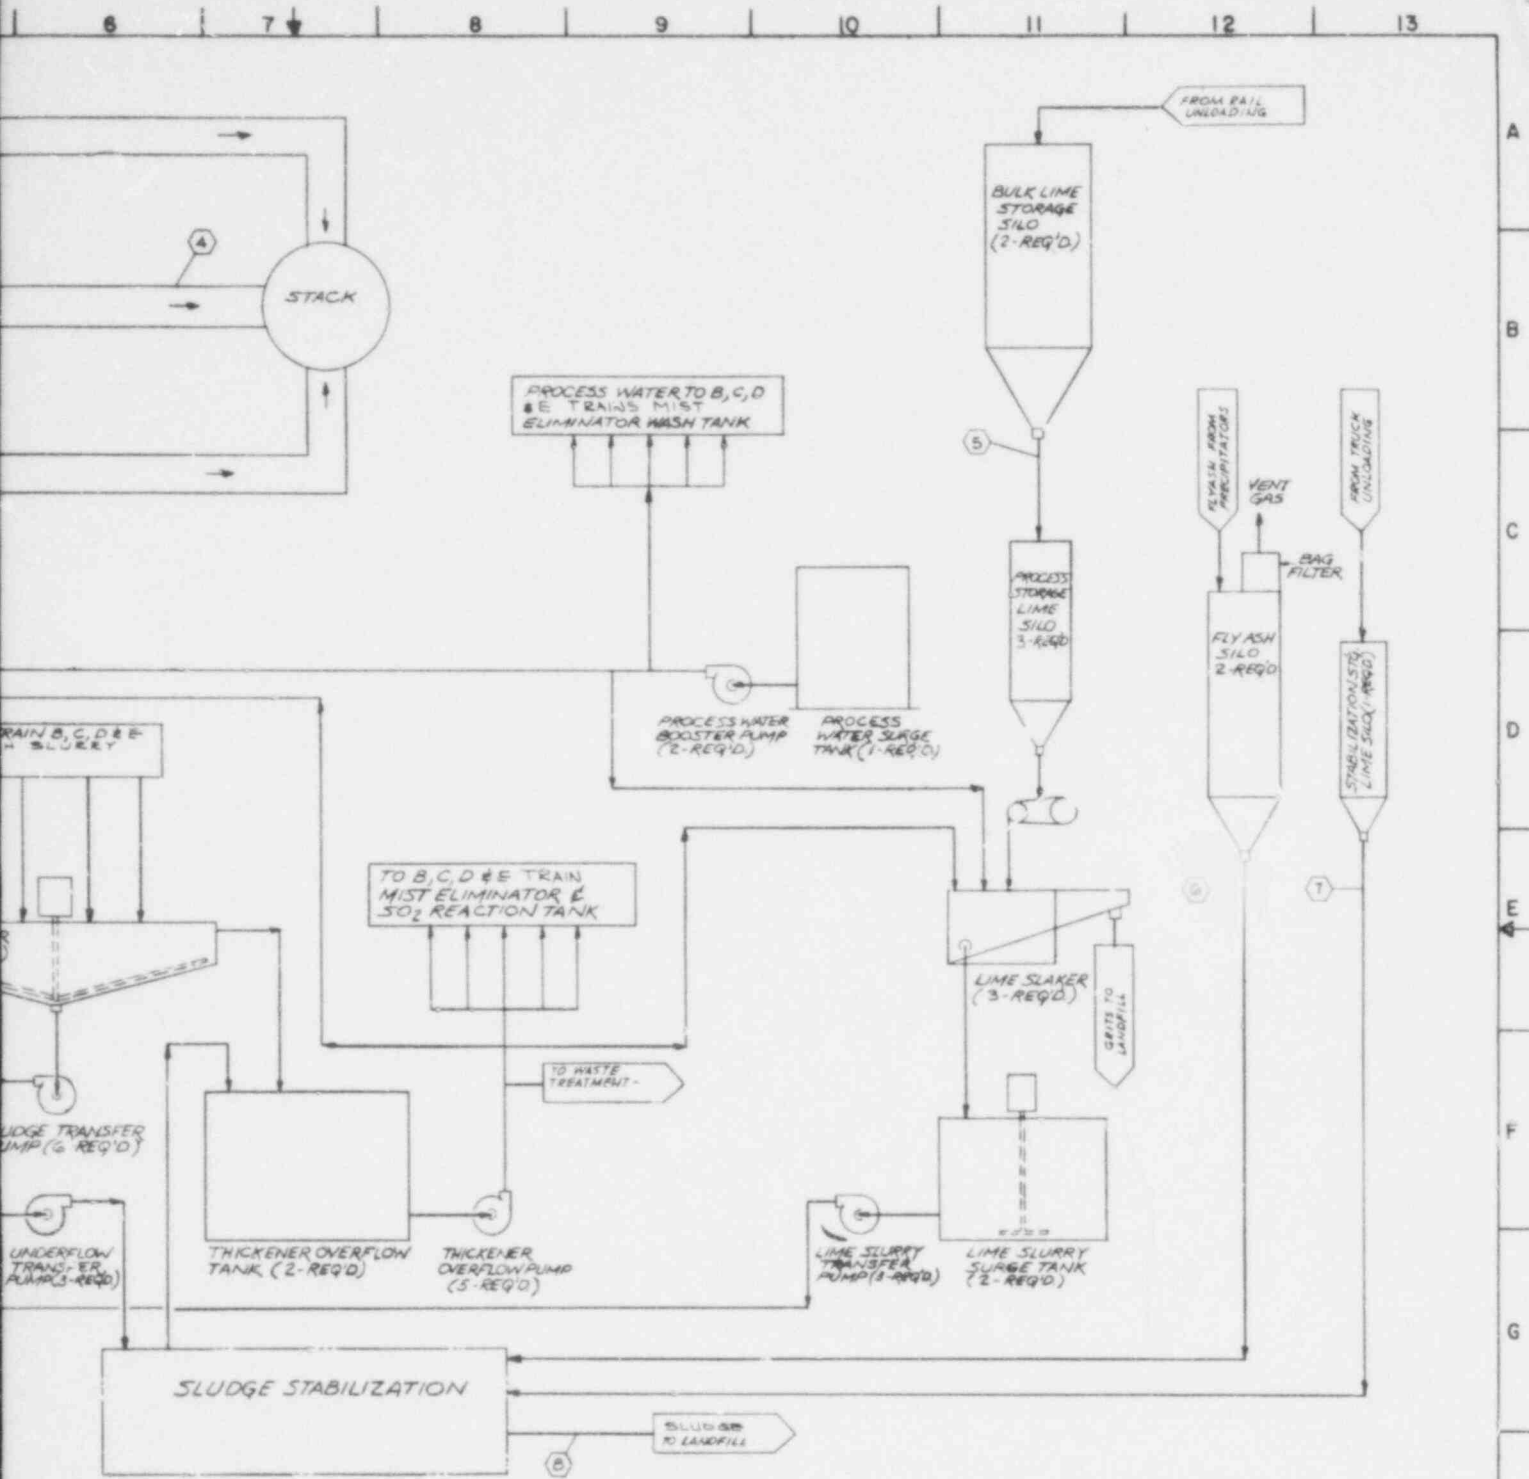 6 7 8 9 10 11 12 13
A
B
C
D
E
F
G
FROM RAIL
UNLOADING
BULK LIME
STORAGE
SILO
(2-REQ'D.)
4
STACK
PROCESS WATER TO B, C, D
& E TRAINS MIST
ELIMINATOR WASH TANK
5
FLYASH FROM
PRECIPITATORS
FROM TRUCK
UNLOADING
VENT
GAS
BAG
FILTER
PROCESS
STORAGE
LIME
SILO
3-REQ'D
FLY ASH
SILO
2-REQ'D
STABILIZATION STG.
LIME SILO (1-REQ'D)
PROCESS WATER
BOOSTER PUMP
(2-REQ'D.)
PROCESS
WATER SURGE
TANK (1-REQ'D)
RAIN B, C, D & E
SLURRY
TO B, C, D & E TRAIN
MIST ELIMINATOR &
SO2 REACTION TANK
6
7
LIME SLAKER
(3-REQ'D.)
GRITS TO
LANDFILL
TO WASTE
TREATMENT-
UDGE TRANSFER
UMP (6 REQ'D)
UNDERFLOW
TRANSFER
PUMP (3-REQ'D)
THICKENER OVERFLOW
TANK (2-REQ'D)
THICKENER
OVERFLOW PUMP
(5-REQ'D)
LIME SLURRY
TRANSFER
PUMP (3-REQ'D)
LIME SLURRY
SURGE TANK
(2-REQ'D)
SLUDGE STABILIZATION
SLUDGE
TO LANDFILL
8